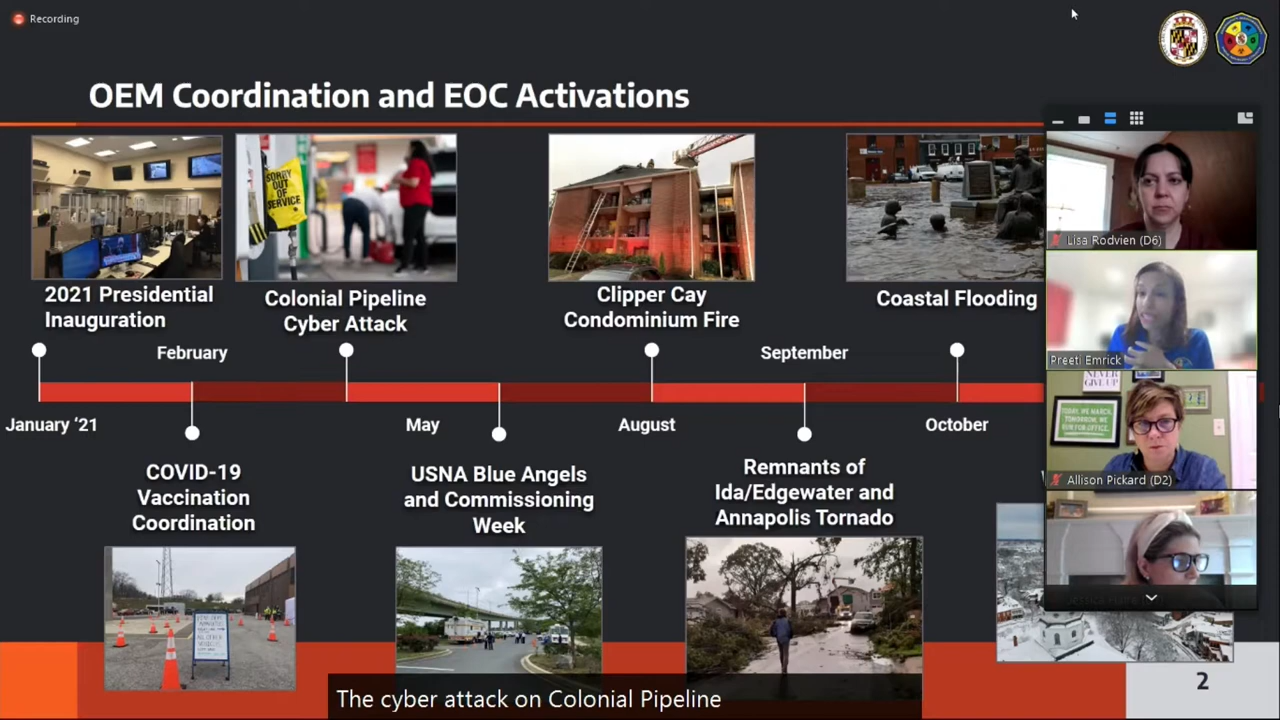 Recording
OEM Coordination and EOC Activations
SORRY
OUT OF
SERVICE
2021 Presidential
Inauguration
Colonial Pipeline
Cyber Attack
Clipper Cay
Condominium Fire
Coastal Flooding
February
September
January ‘21
May
August
October
COVID-19
Vaccination
Coordination
USNA Blue Angels
and Commissioning
Week
Remnants of
Ida/Edgewater and
Annapolis Tornado
Lisa Rodvien (D6)
Preeti Emrick
NEVER
GIVE UP
TODAY, WE MARCH,
TOMORROW, WE
RUN FOR OFFICE.
Allison Pickard (D2)
The cyber attack on Colonial Pipeline
2